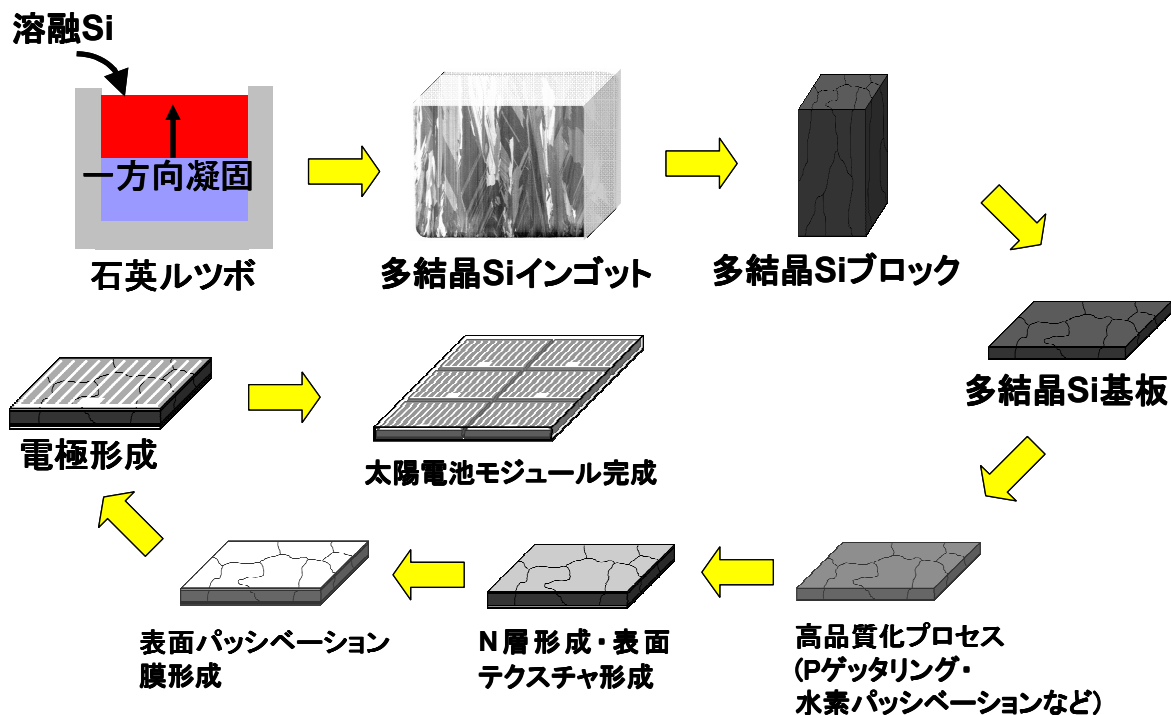 溶融Si
一方向凝固
石英ルツボ
多結晶Siインゴット
多結晶Siブロック
多結晶Si基板
高品質化プロセス
(Pゲッタリング・
水素パッシベーションなど)
N層形成・表面
テクスチャ形成
表面パッシベーション
膜形成
電極形成
太陽電池モジュール完成